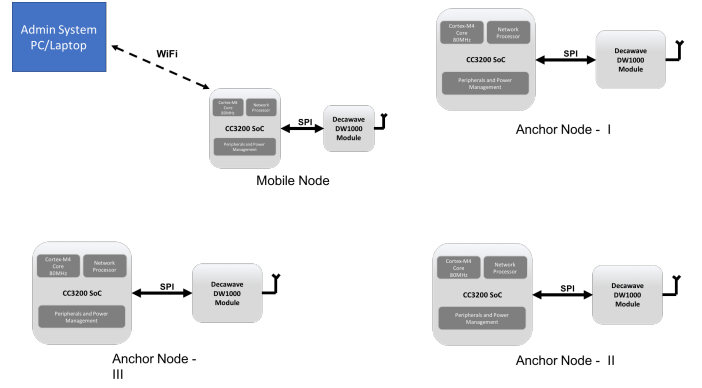 Admin System
PC/Laptop
WiFi
Cortex-M4
Core
80MHz
Network
Processor
CC3200 SoC
Peripherals and Power
Management
SPI
Decawave
DW1000
Module
Mobile Node
Cortex-M4
Core
80MHz
Network
Processor
CC3200 SoC
Peripherals and Power
Management
SPI
Decawave
DW1000
Module
Anchor Node - I
Cortex-M4
Core
80MHz
Network
Processor
CC3200 SoC
Peripherals and Power
Management
SPI
Decawave
DW1000
Module
Anchor Node -
III
Cortex-M4
Core
80MHz
Network
Processor
CC3200 SoC
Peripherals and Power
Management
SPI
Decawave
DW1000
Module
Anchor Node - II